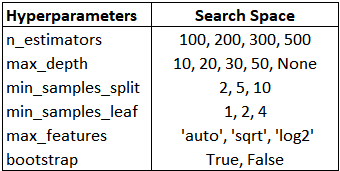 Hyperparameters Search Space
n_estimators 100, 200, 300, 500
max_depth 10, 20, 30, 50, None
min_samples_split 2, 5, 10
min_samples_leaf 1, 2, 4
max_features 'auto', 'sqrt', 'log2'
bootstrap True, False